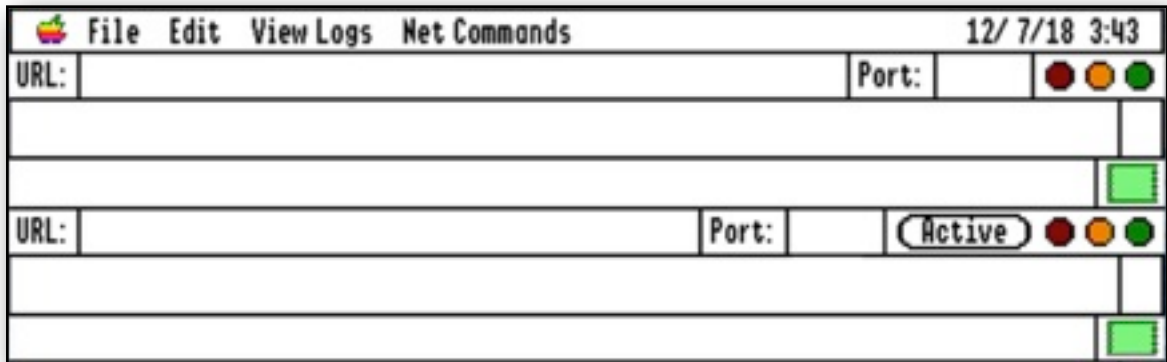 File Edit View Logs Net Commands 12/ 7/18 3:43
URL: Port:
URL: Port: Active